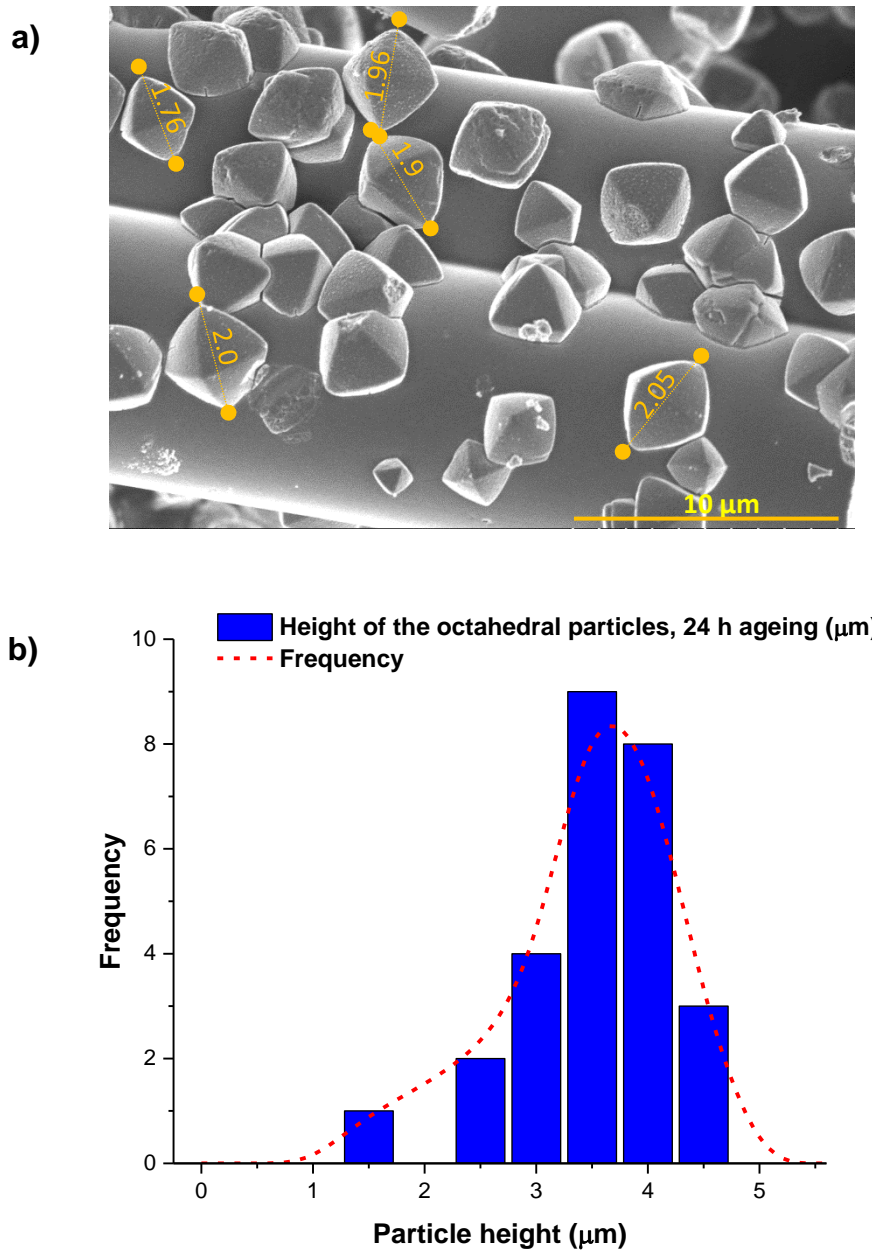 a)
1.76
1.96
1.9
2.0
2.05
10 μm
b)
Height of the octahedral particles, 24 h ageing (μm)
Frequency
10
8
6
4
2
0
Frequency
0 1 2 3 4 5
Particle height (μm)